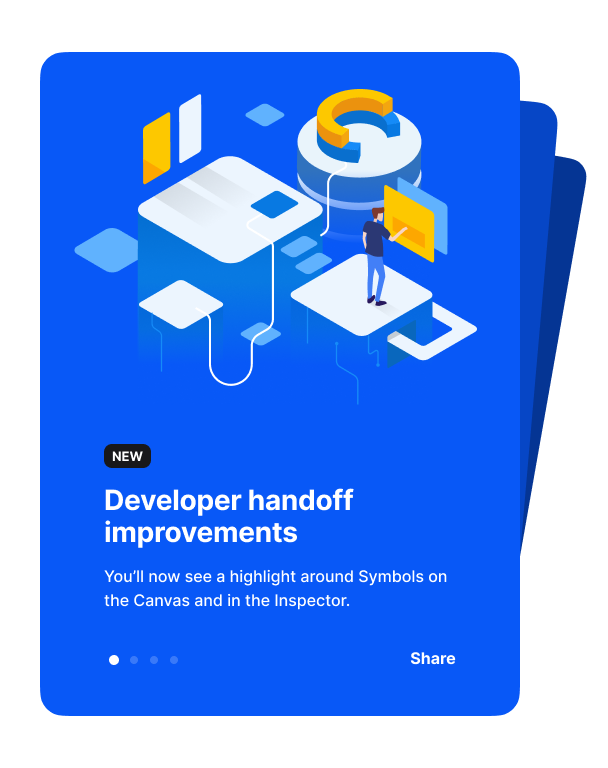 NEW
Developer handoff
improvements
You’ll now see a highlight around Symbols on
the Canvas and in the Inspector.
Share